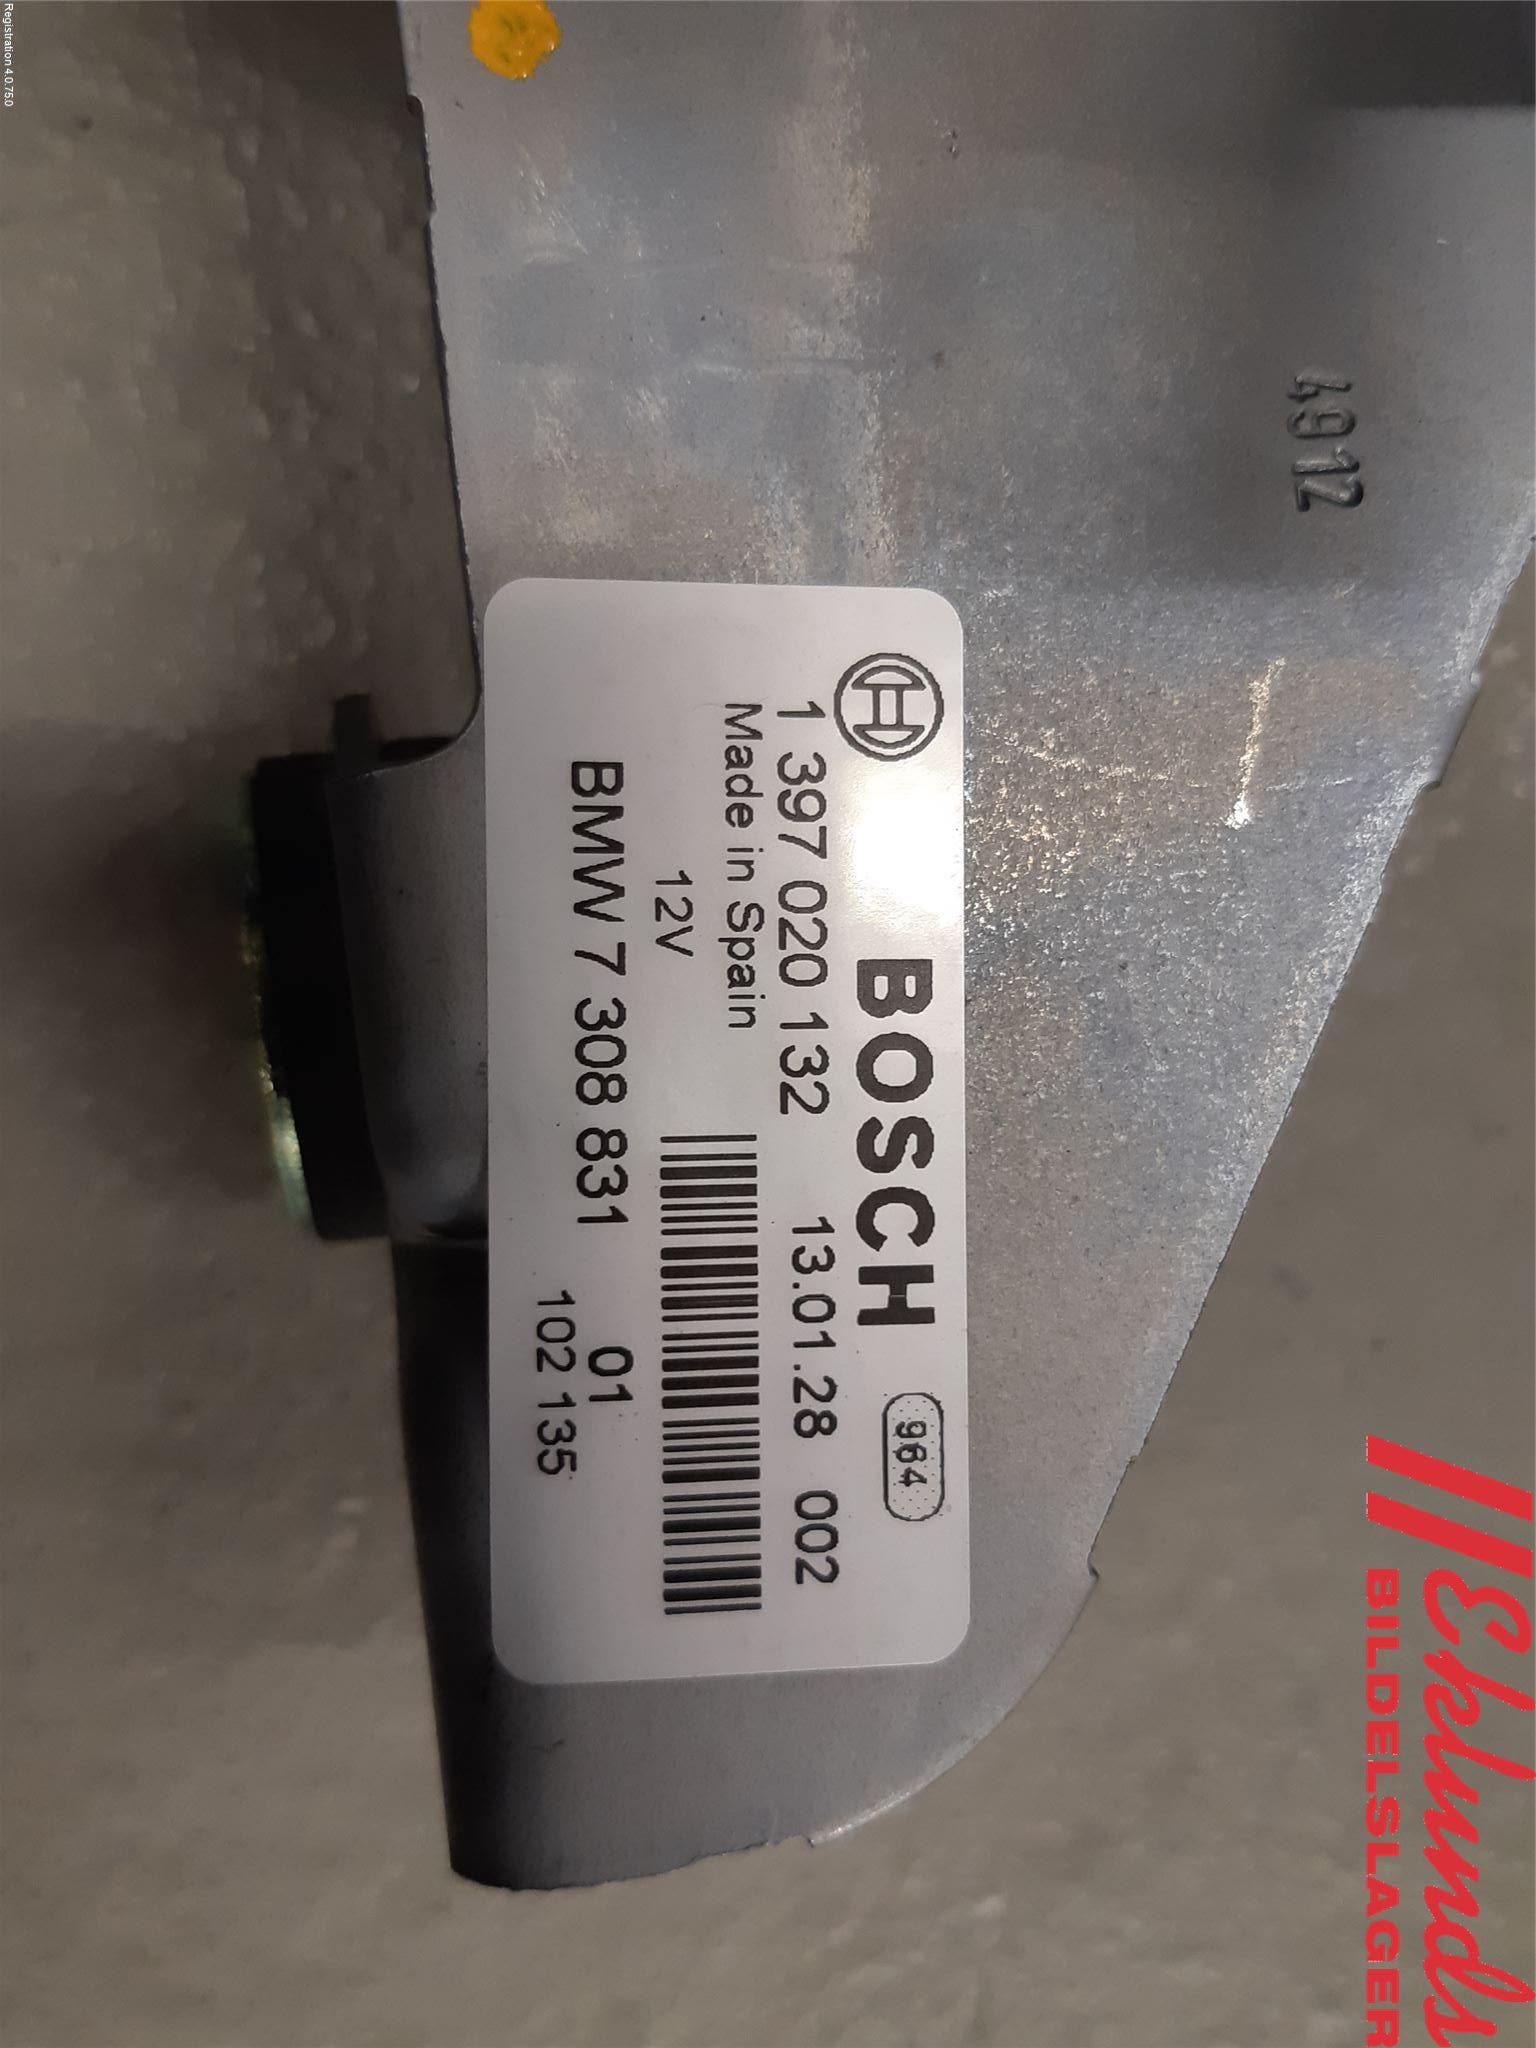 Registration 4.0.75.0
4912
BOSCH 964
1 397 020 132 13.01.28 002
Made in Spain
12V
BMW 7 308 831 01
102 135
Eklunds
BILDELSLAGER